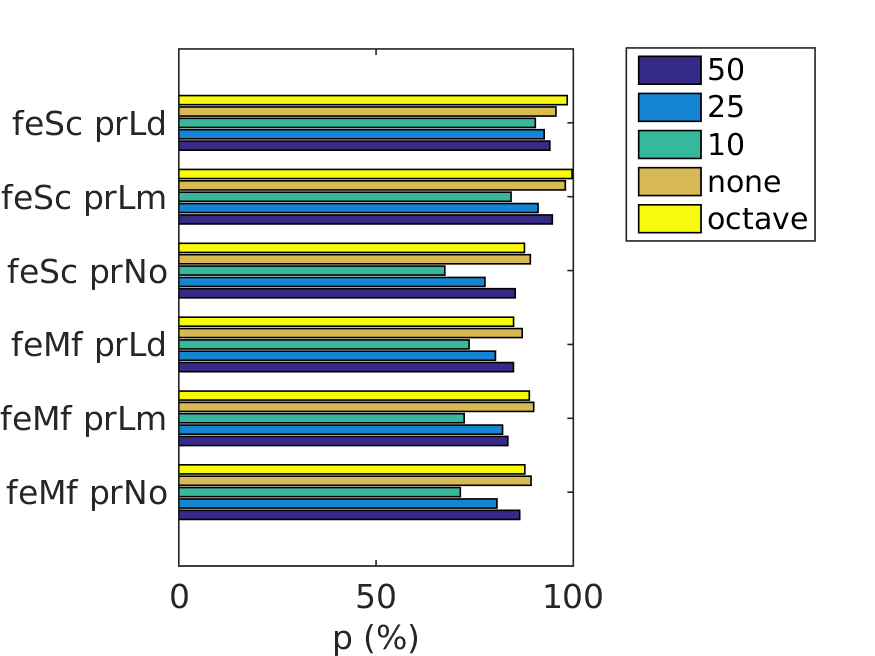 feSc prLd
feSc prLm
feSc prNo
feMf prLd
feMf prLm
feMf prNo
0 50 100
p (%)
50
25
10
none
octave